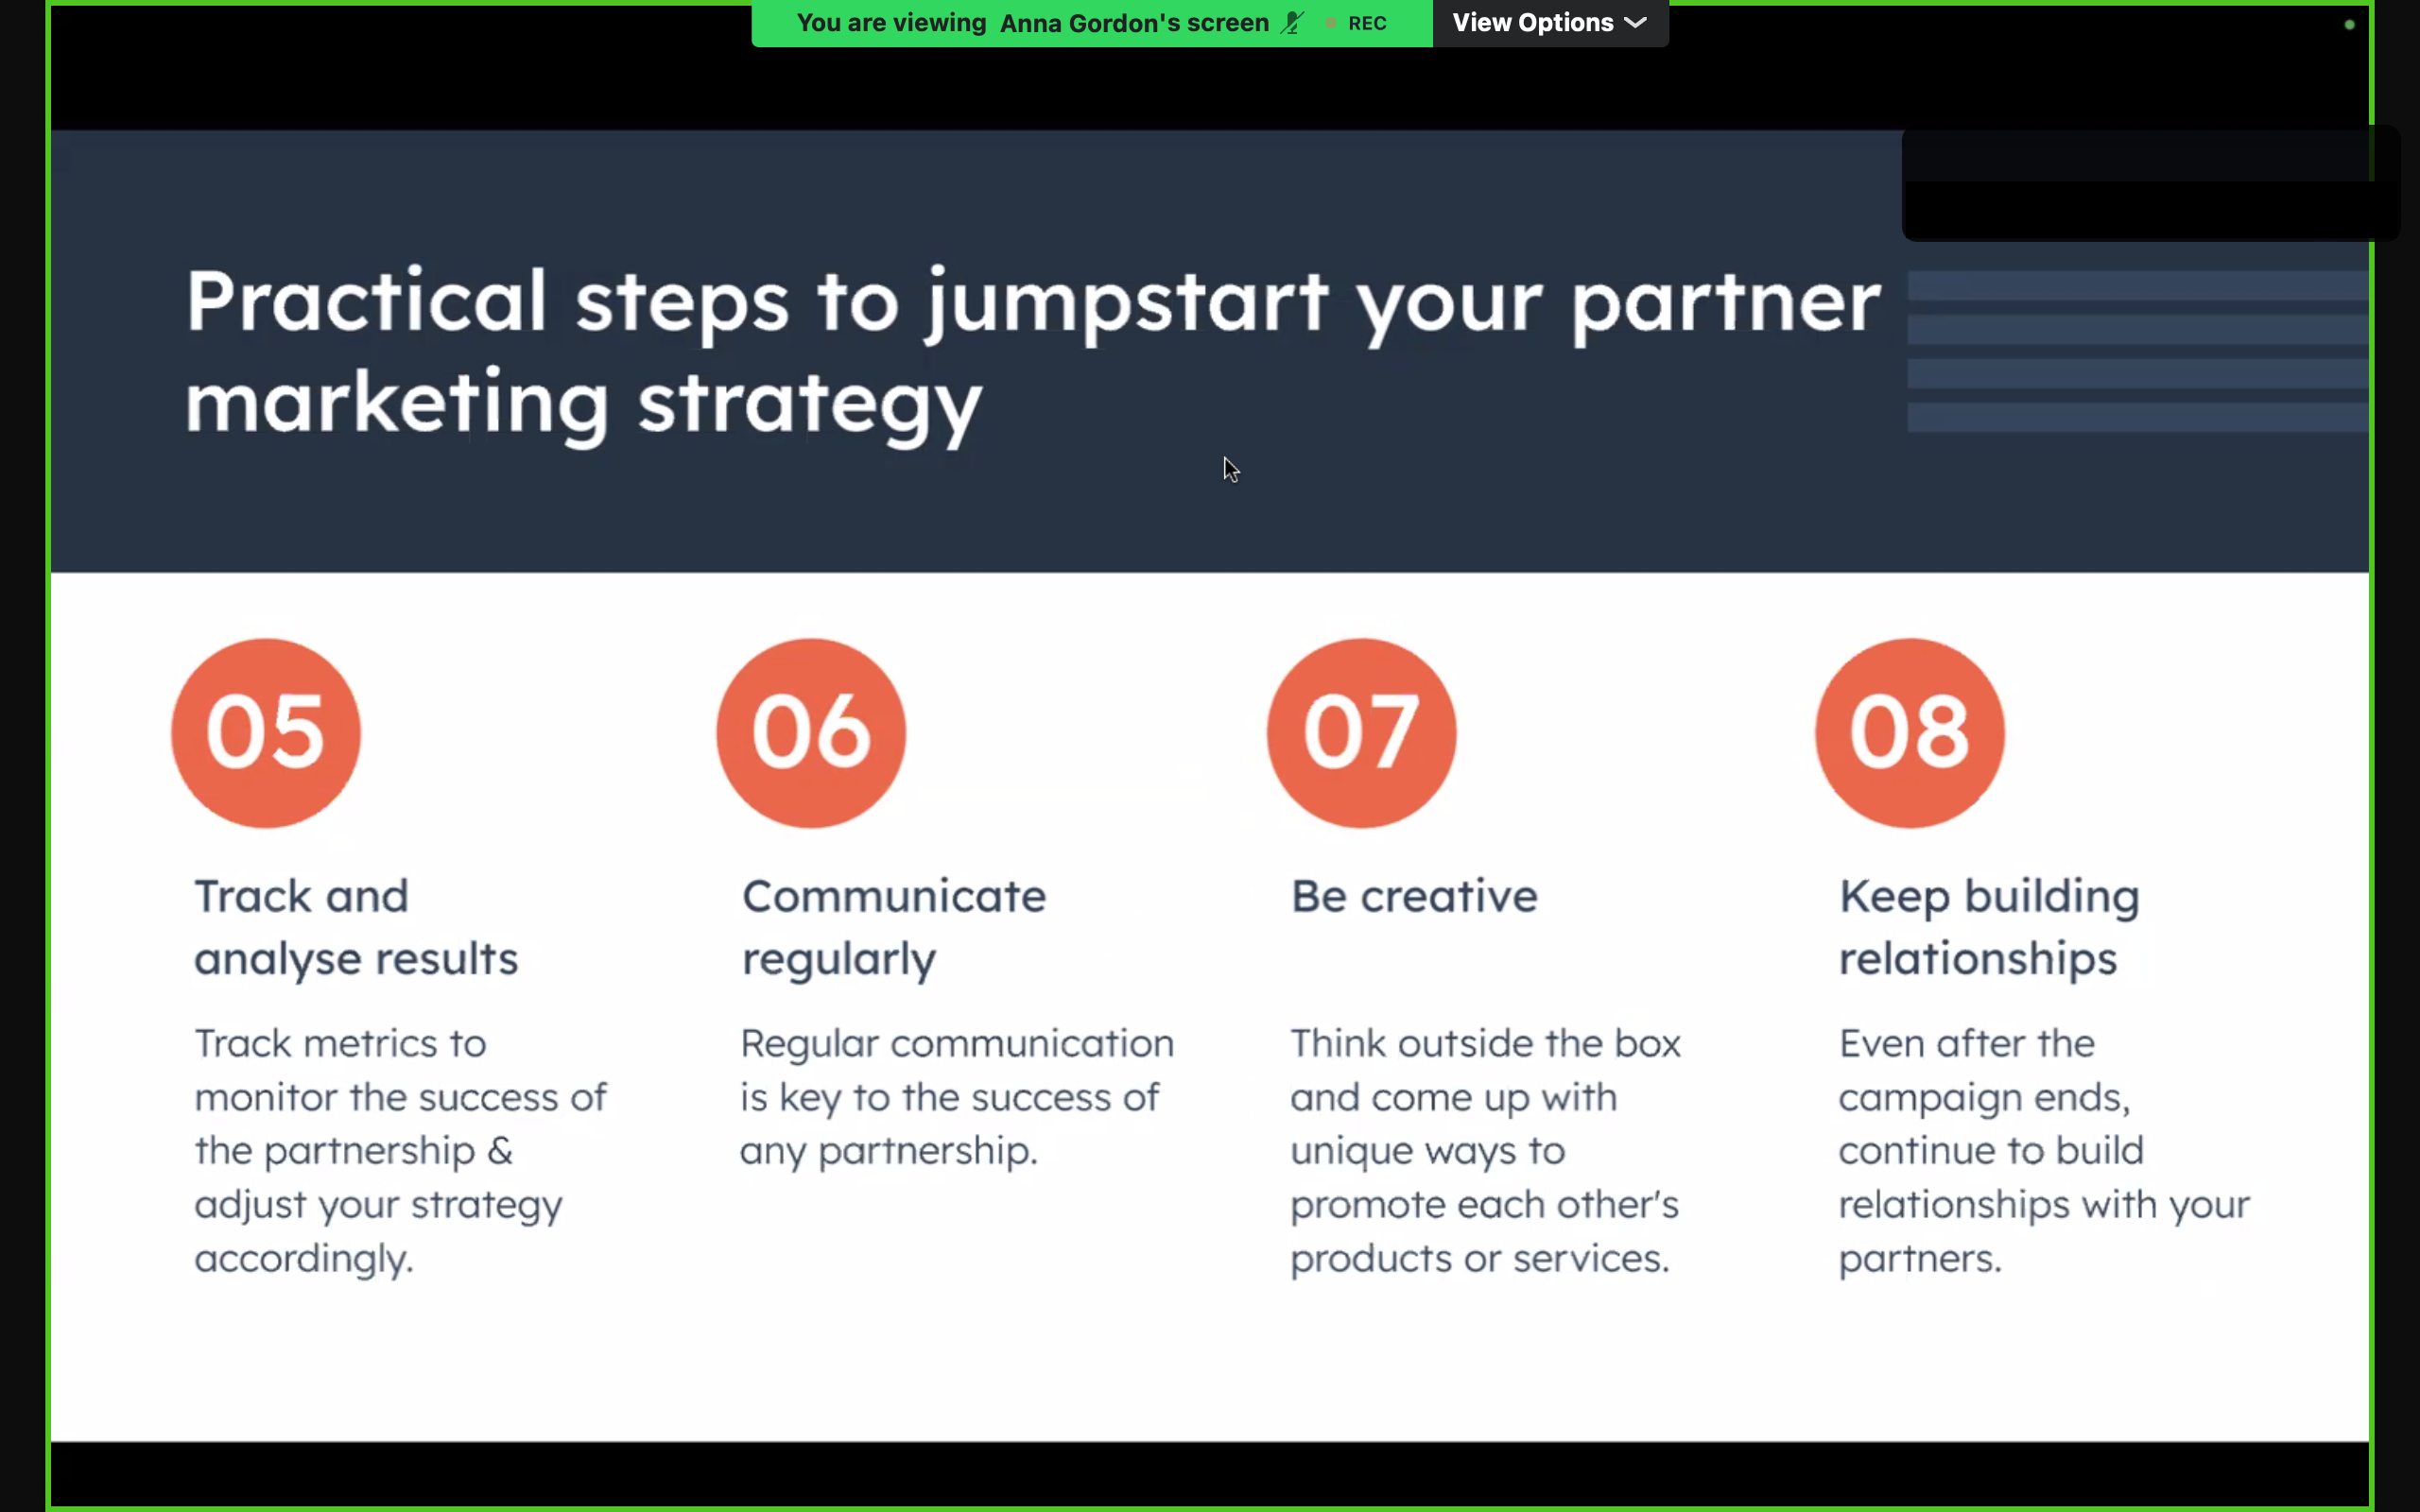 You are viewing Anna Gordon's screen REC View Options
Practical steps to jumpstart your partner
marketing strategy
05
Track and
analyse results
Track metrics to
monitor the success of
the partnership &
adjust your strategy
accordingly.
06
Communicate
regularly
Regular communication
is key to the success of
any partnership.
07
Be creative
Think outside the box
and come up with
unique ways to
promote each other's
products or services.
08
Keep building
relationships
Even after the
campaign ends,
continue to build
relationships with your
partners.